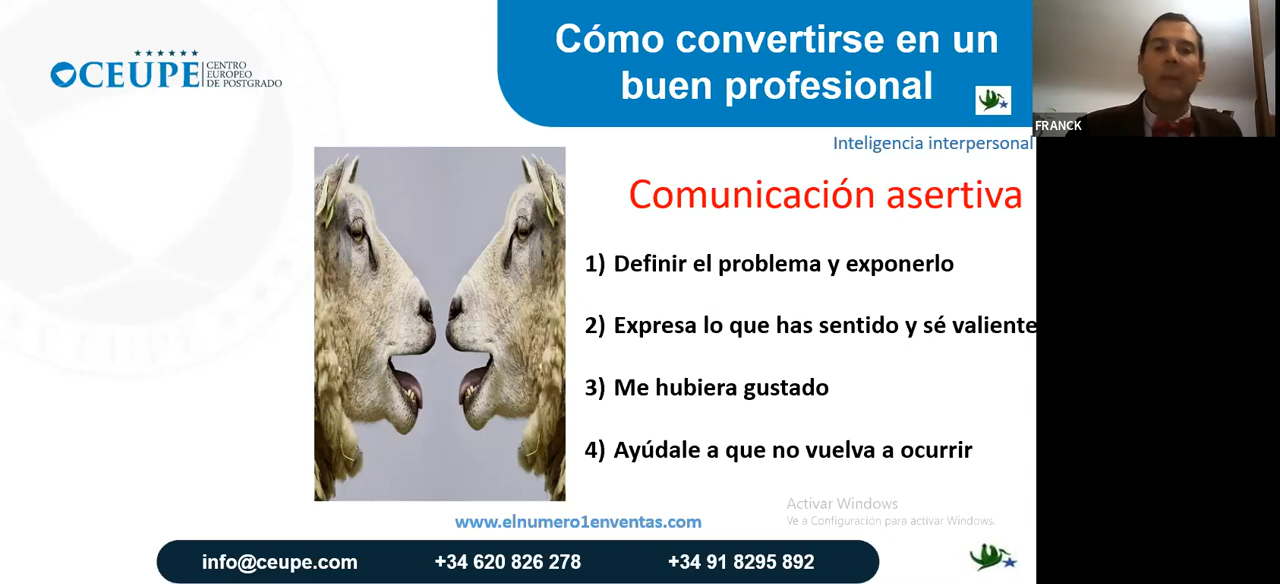 CEUPE
CENTRO
EUROPEO
DE POSTGRADO
Cómo convertirse en un
buen profesional
FRANCK
Inteligencia interpersonal
Comunicación asertiva
1) Definir el problema y exponerlo
2) Expresa lo que has sentido y sé valiente
3) Me hubiera gustado
4) Ayúdale a que no vuelva a ocurrir
Activar Windows
Ve a Configuración para activar Windows.
www.elnumero1enventas.com
info@ceupe.com +34 620 826 278 +34 91 8295 892